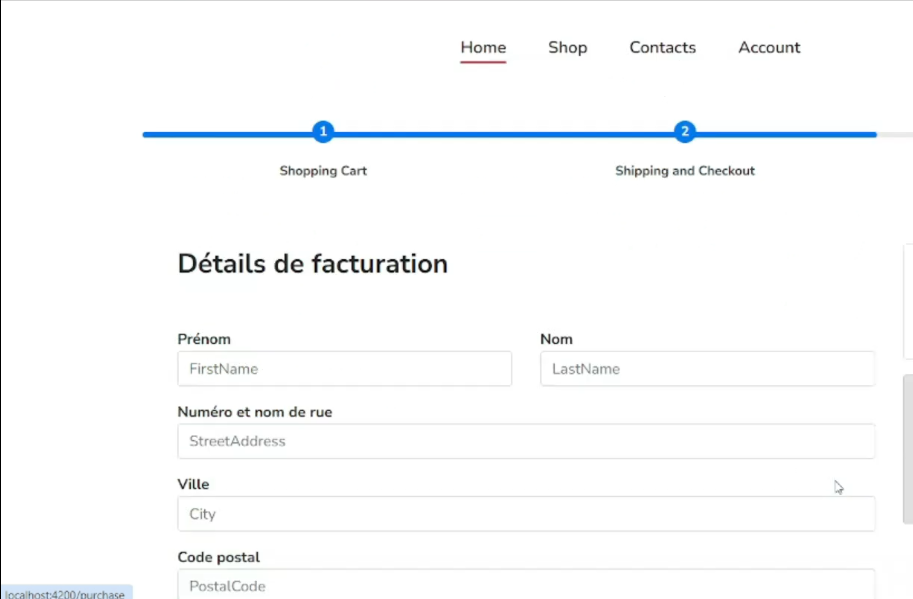 Home Shop Contacts Account
1 2
Shopping Cart Shipping and Checkout
Détails de facturation
Prénom Nom
FirstName LastName
Numéro et nom de rue
StreetAddress
Ville
City
Code postal
PostalCode
localhost:4200/purchase